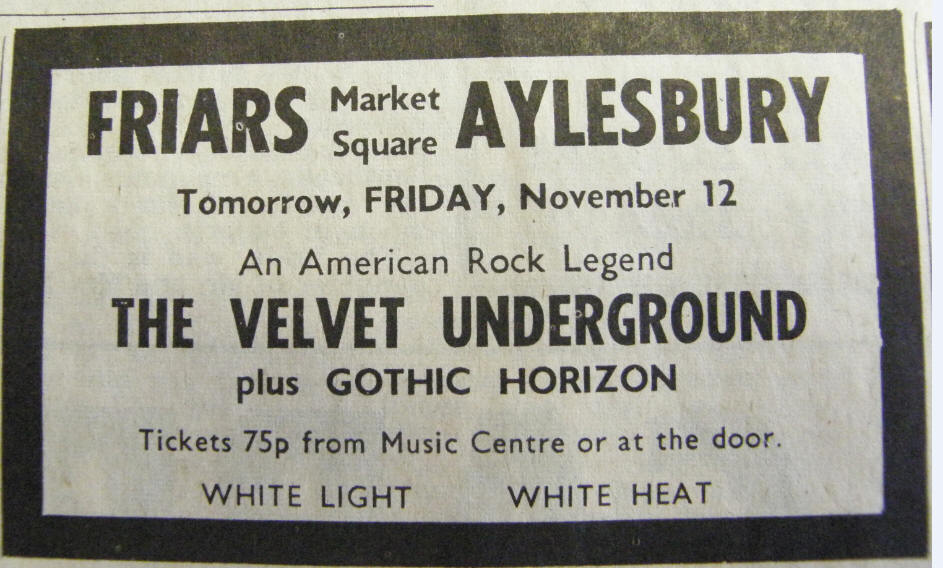 FRIARS Market Square AYLESBURY
Tomorrow, FRIDAY, November 12
An American Rock Legend
THE VELVET UNDERGROUND
plus GOTHIC HORIZON
Tickets 75p from Music Centre or at the door.
WHITE LIGHT WHITE HEAT